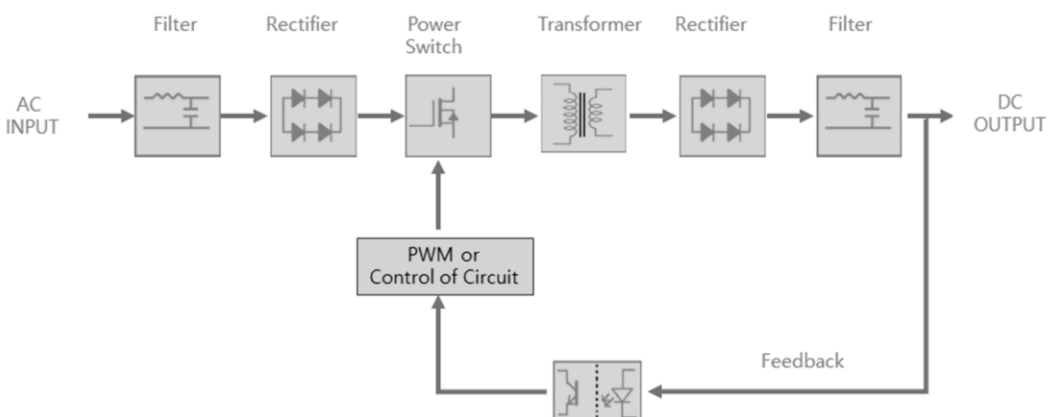 Filter
Rectifier
Power
Switch
Transformer
Rectifier
Filter
AC
INPUT
DC
OUTPUT
PWM or
Control of Circuit
Feedback